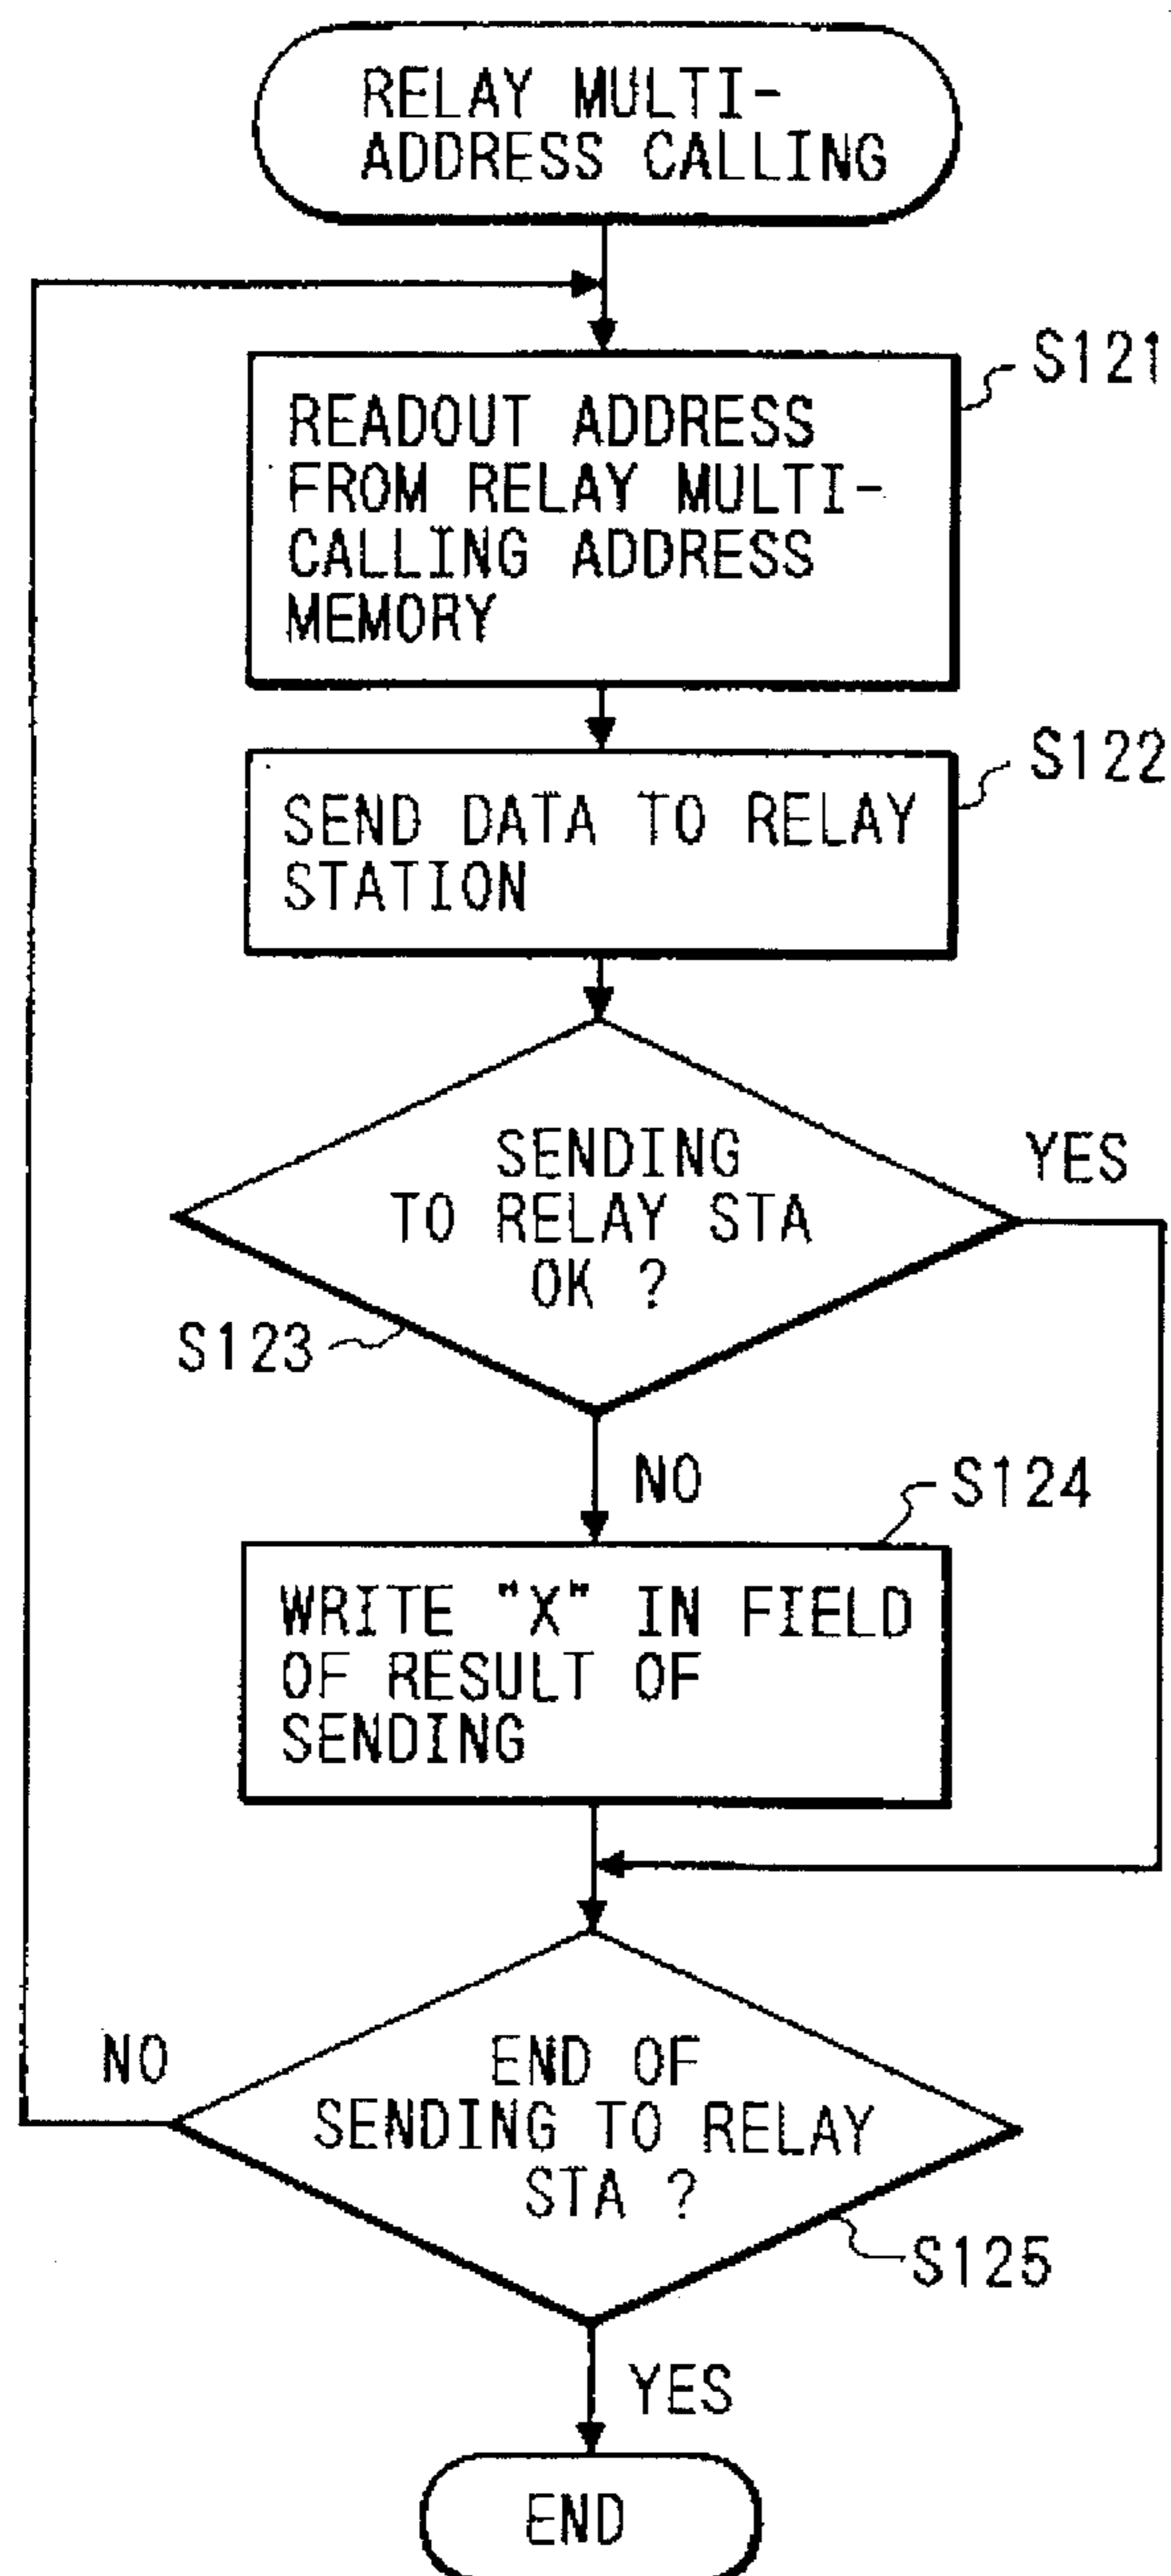 RELAY MULTI-
ADDRESS CALLING
S121
READOUT ADDRESS
FROM RELAY MULTI-
CALLING ADDRESS
MEMORY
S122
SEND DATA TO RELAY
STATION
SENDING
TO RELAY STA
OK ?
YES
S123
NO
S124
WRITE "X" IN FIELD
OF RESULT OF
SENDING
NO
END OF
SENDING TO RELAY
STA ?
S125
YES
END